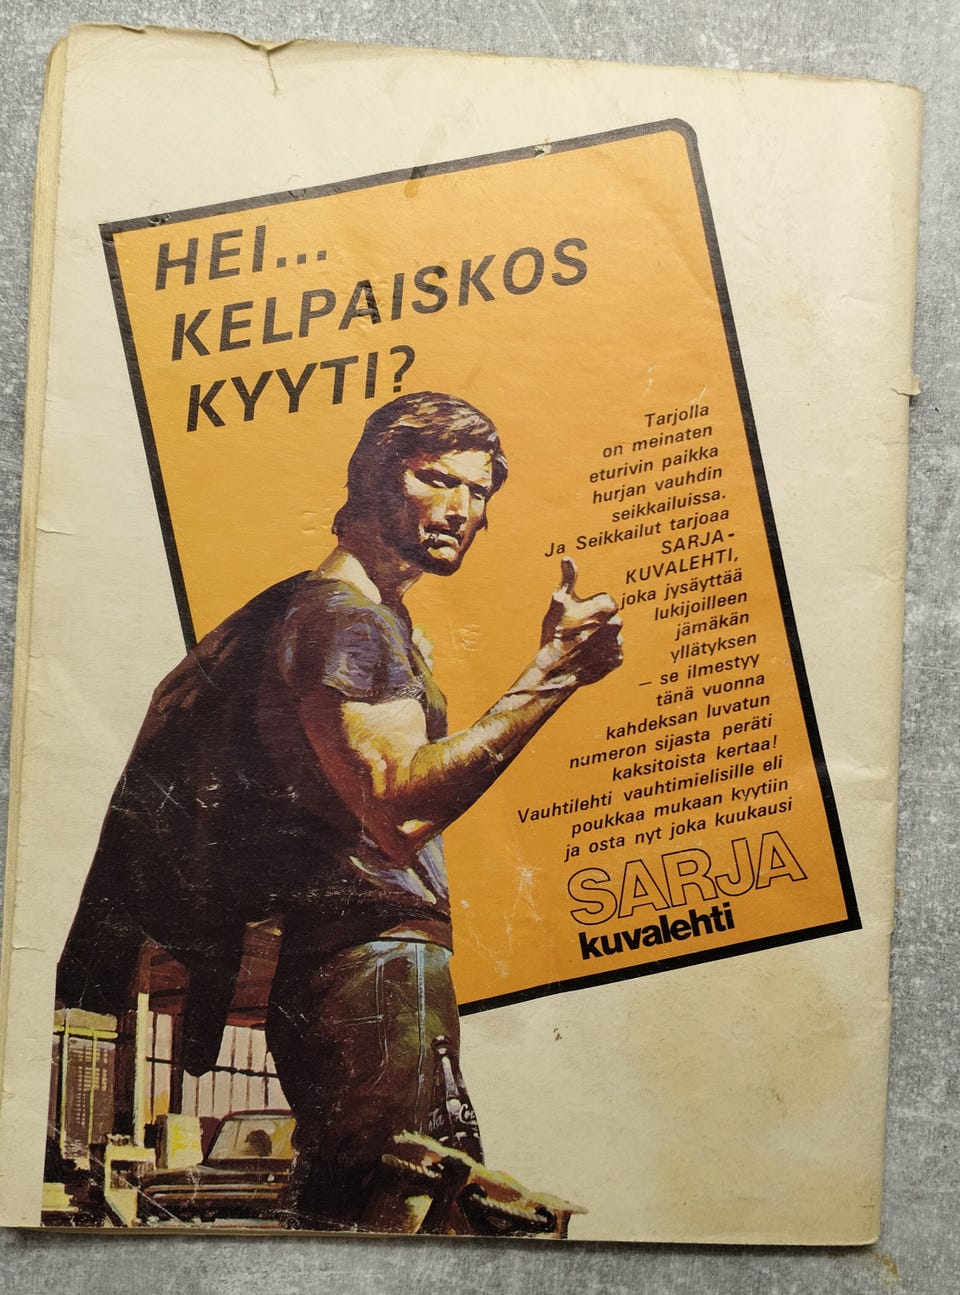 HEI...
KELPAISKOS
KYYTI?
Tarjolla
on meinaten
eturivin paikka
hurjan vauhdin
seikkailuissa.
Ja Seikkailut tarjoaa
SARJA-
KUVALEHTI,
joka jysäyttää
lukijoilleen
jämäkän
yllätyksen
– se ilmestyy
tänä vuonna
kahdeksan luvatun
numeron sijasta peräti
kaksitoista kertaa!
Vauhtilehti vauhtimielisille eli
poukkaa mukaan kyytiin
ja osta nyt joka kuukausi
SARJA
kuvalehti